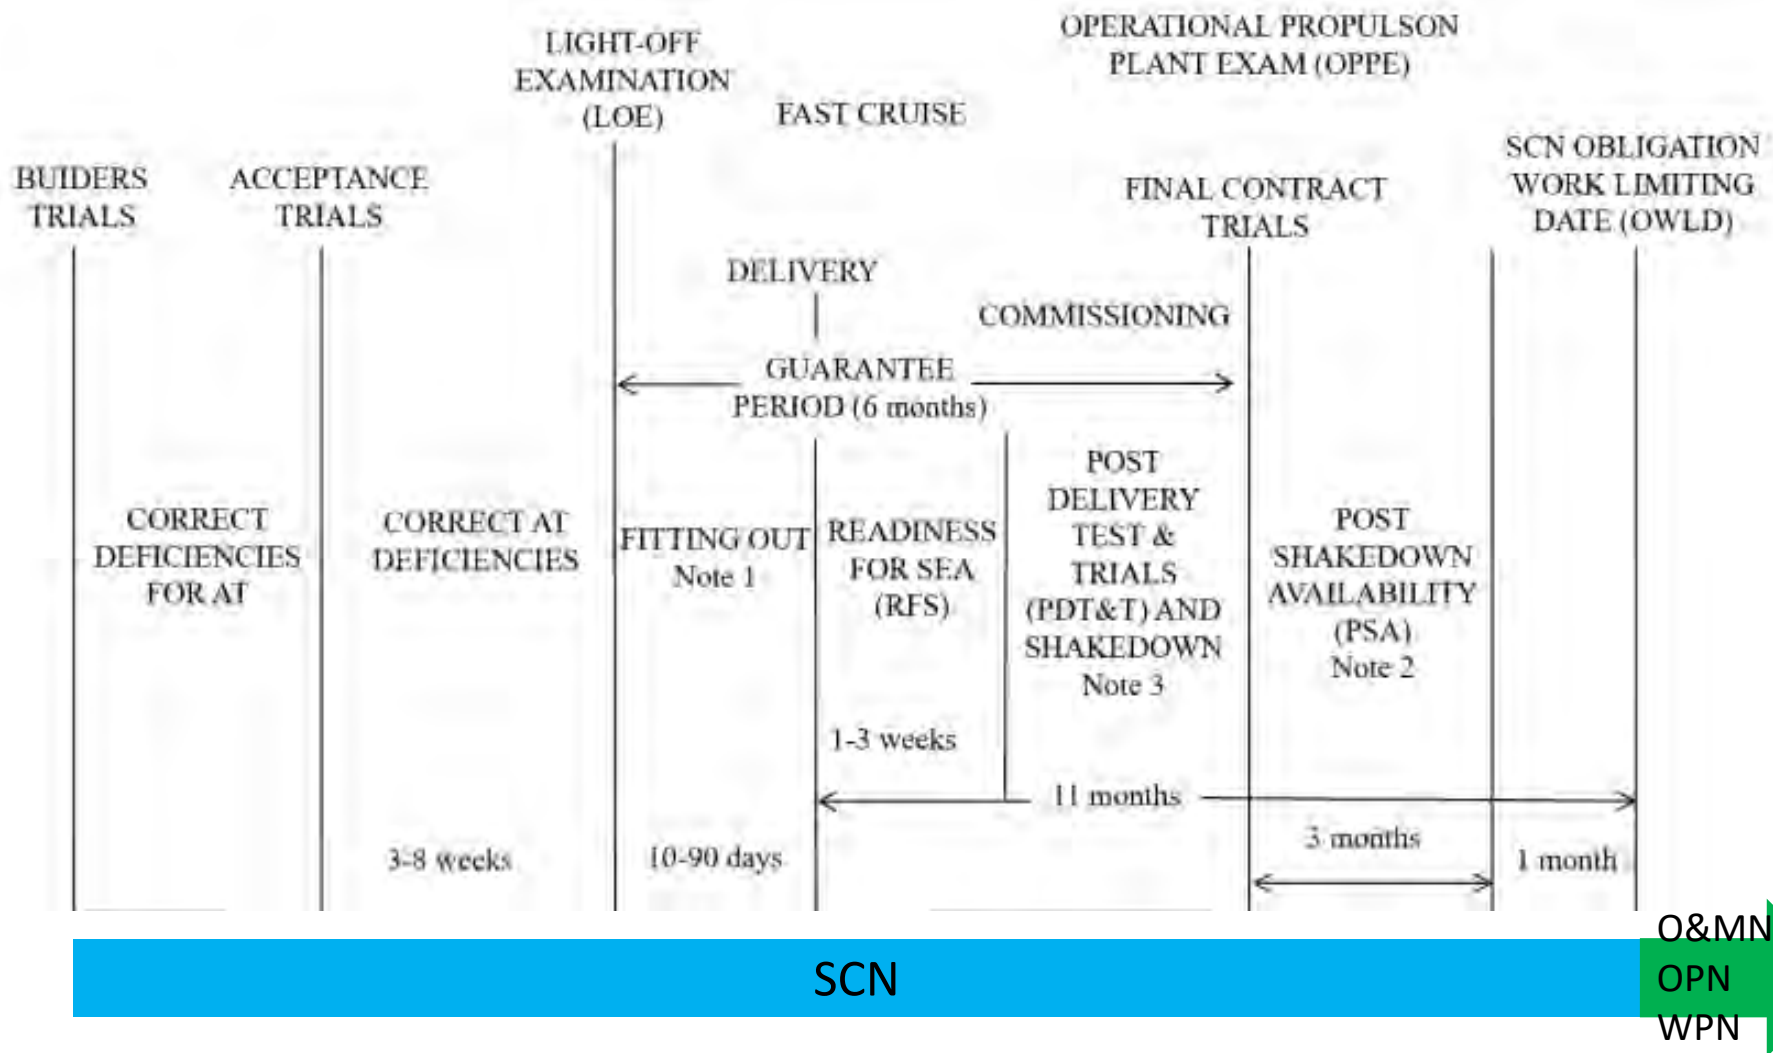 OPERATIONAL PROPULSON
PLANT EXAM (OPPE)
LIGHT-OFF
EXAMINATION
(LOE)
FAST CRUISE
SCN OBLIGATION
WORK LIMITING
DATE (OWLD)
BUIDERS
TRIALS
ACCEPTANCE
TRIALS
FINAL CONTRACT
TRIALS
DELIVERY
COMMISSIONING
GUARANTEE
PERIOD (6 months)
CORRECT
DEFICIENCIES
FOR AT
CORRECT AT
DEFICIENCIES
FITTING OUT
Note 1
READINESS
FOR SEA
(RFS)
POST
DELIVERY
TEST &
TRIALS
(PDT&T) AND
SHAKEDOWN
Note 3
POST
SHAKEDOWN
AVAILABILITY
(PSA)
Note 2
1-3 weeks
11 months
3-8 weeks
10-90 days
3 months
1 month
SCN
O&MN
OPN
WPN